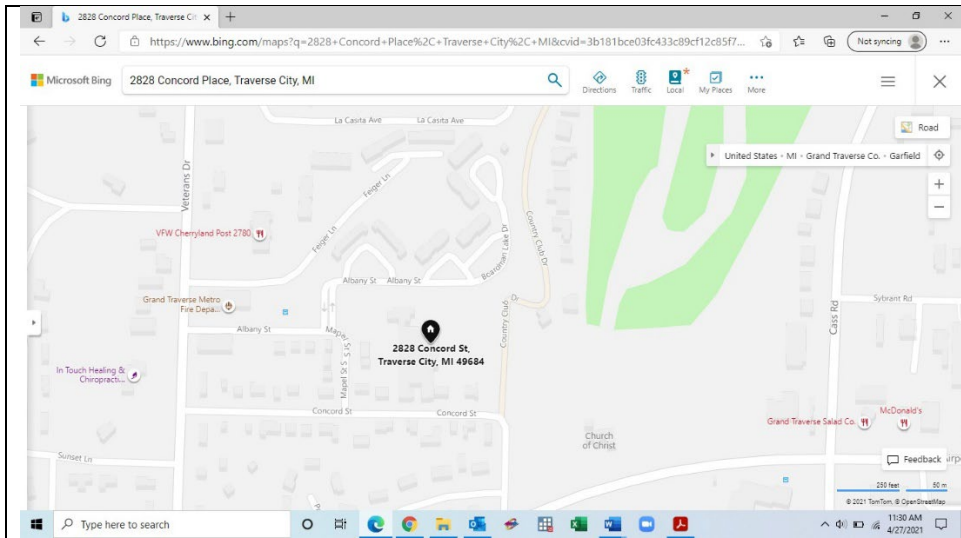 2828 Concord Place, Traverse Cit
https://www.bing.com/maps?q=2828+Concord+Place%2C+Traverse+City%2C+MI&cvid=3b181bce03fc433c89cf12c85f7...
Not syncing
Microsoft Bing
2828 Concord Place, Traverse City, MI
Directions
Traffic
Local
My Places
More
Road
United States · MI · Grand Traverse Co. · Garfield
La Casita Ave
La Casita Ave
Veterans Dr
Feiger Ln
VFW Cherryland Post 2780
Feiger Ln
Boardman Lake Dr
Country Club Dr
Albany St
Albany St
Grand Traverse Metro
Fire Depa...
Country Club Dr
Cass Rd
Sybrant Rd
Albany St
Mapel St S
2828 Concord St,
Traverse City, MI 49684
In Touch Healing &
Chiropracti...
Concord St
Concord St
Church
of Christ
McDonald's
Grand Traverse Salad Co.
Sunset Ln
Feedback
250 feet
50 m
© 2021 TomTom, © OpenStreetMap
Type here to search
11:30 AM
4/27/2021